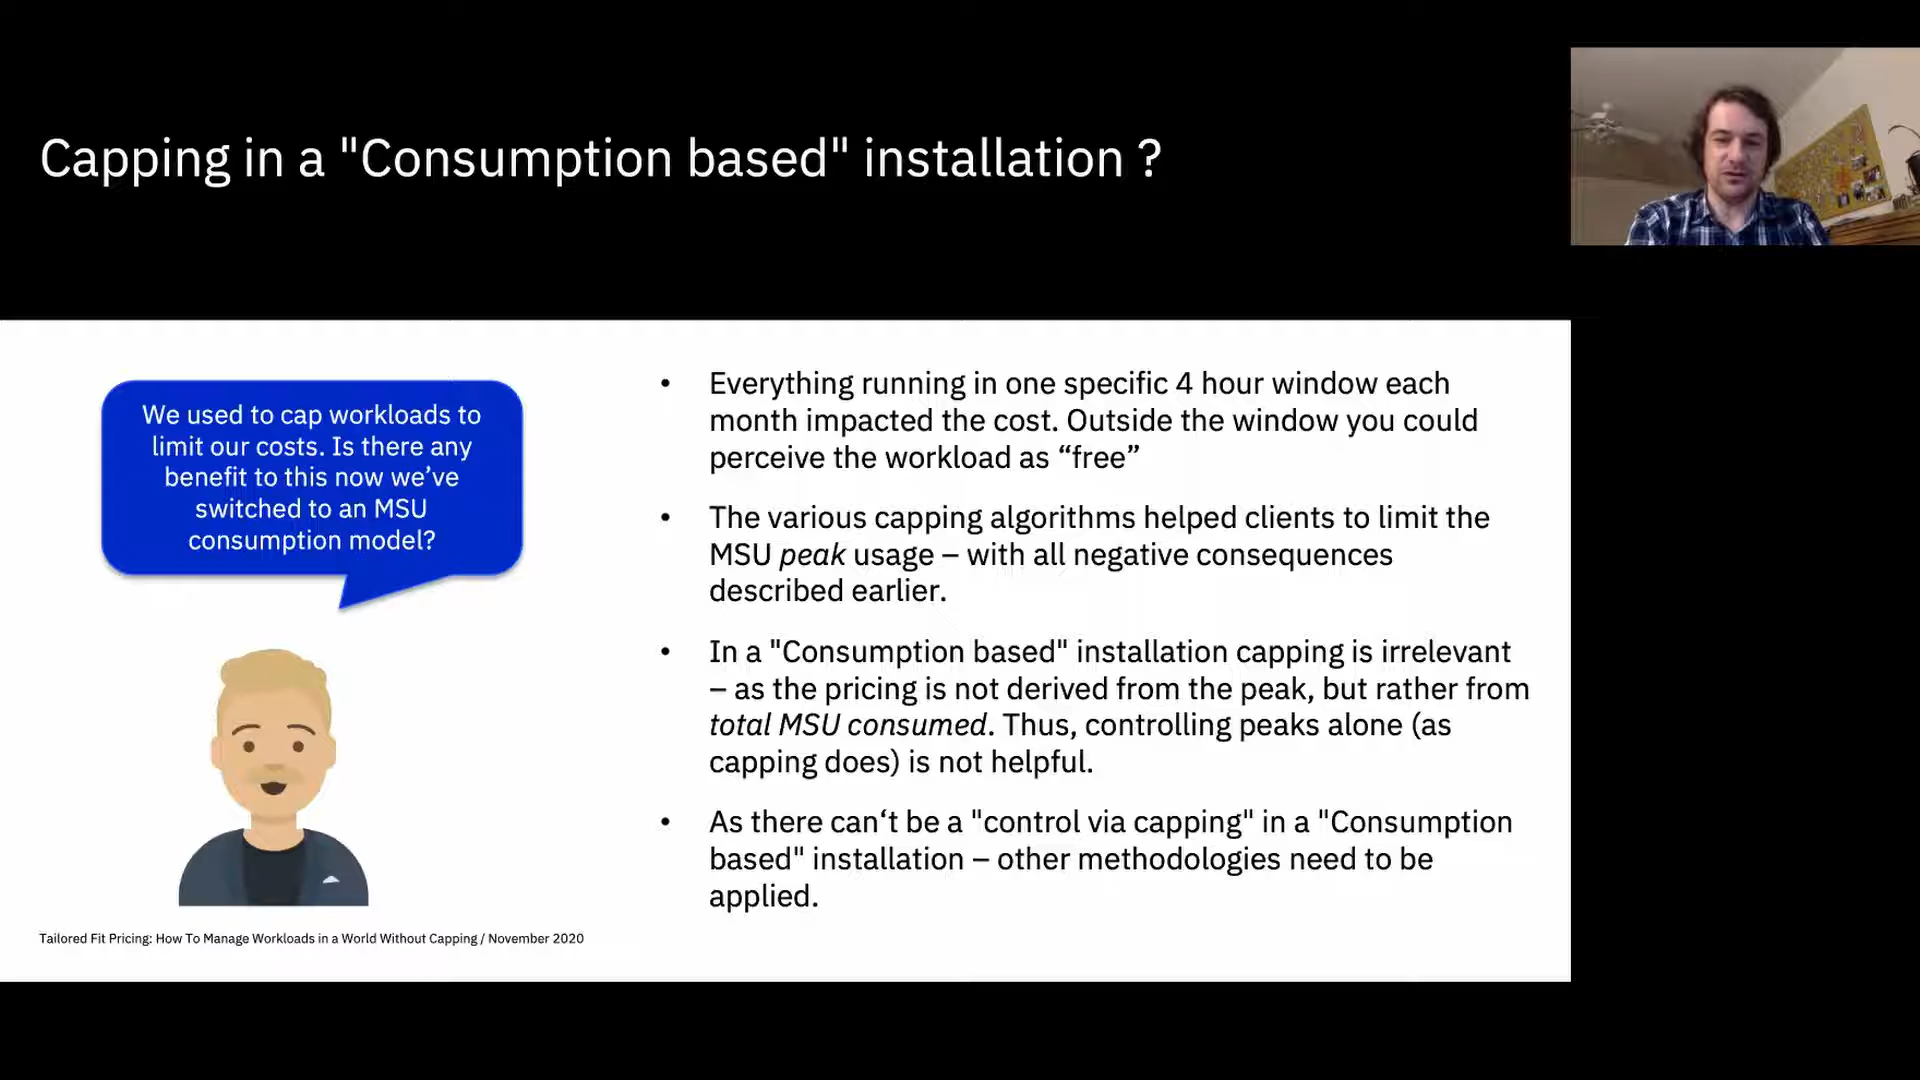 Capping in a "Consumption based" installation ?
We used to cap workloads to
limit our costs. Is there any
benefit to this now we’ve
switched to an MSU
consumption model?
• Everything running in one specific 4 hour window each
month impacted the cost. Outside the window you could
perceive the workload as “free”
• The various capping algorithms helped clients to limit the
MSU peak usage – with all negative consequences
described earlier.
• In a "Consumption based" installation capping is irrelevant
– as the pricing is not derived from the peak, but rather from
total MSU consumed. Thus, controlling peaks alone (as
capping does) is not helpful.
• As there can‘t be a "control via capping" in a "Consumption
based" installation – other methodologies need to be
applied.
Tailored Fit Pricing: How To Manage Workloads in a World Without Capping / November 2020